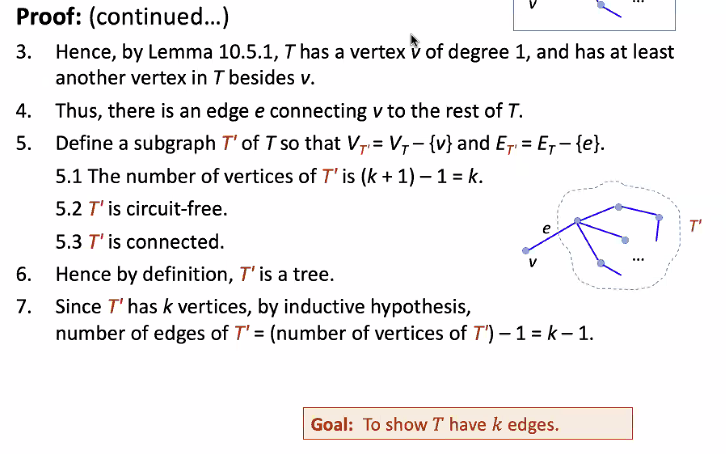 Proof: (continued...)
v
...
3. Hence, by Lemma 10.5.1, T has a vertex v of degree 1, and has at least
another vertex in T besides v.
4. Thus, there is an edge e connecting v to the rest of T.
5. Define a subgraph T' of T so that V_T' = V_T – {v} and E_T' = E_T – {e}.
5.1 The number of vertices of T' is (k + 1) – 1 = k.
5.2 T' is circuit-free.
5.3 T' is connected.
e
T'
v
...
6. Hence by definition, T' is a tree.
7. Since T' has k vertices, by inductive hypothesis,
number of edges of T' = (number of vertices of T') – 1 = k – 1.
Goal: To show T have k edges.